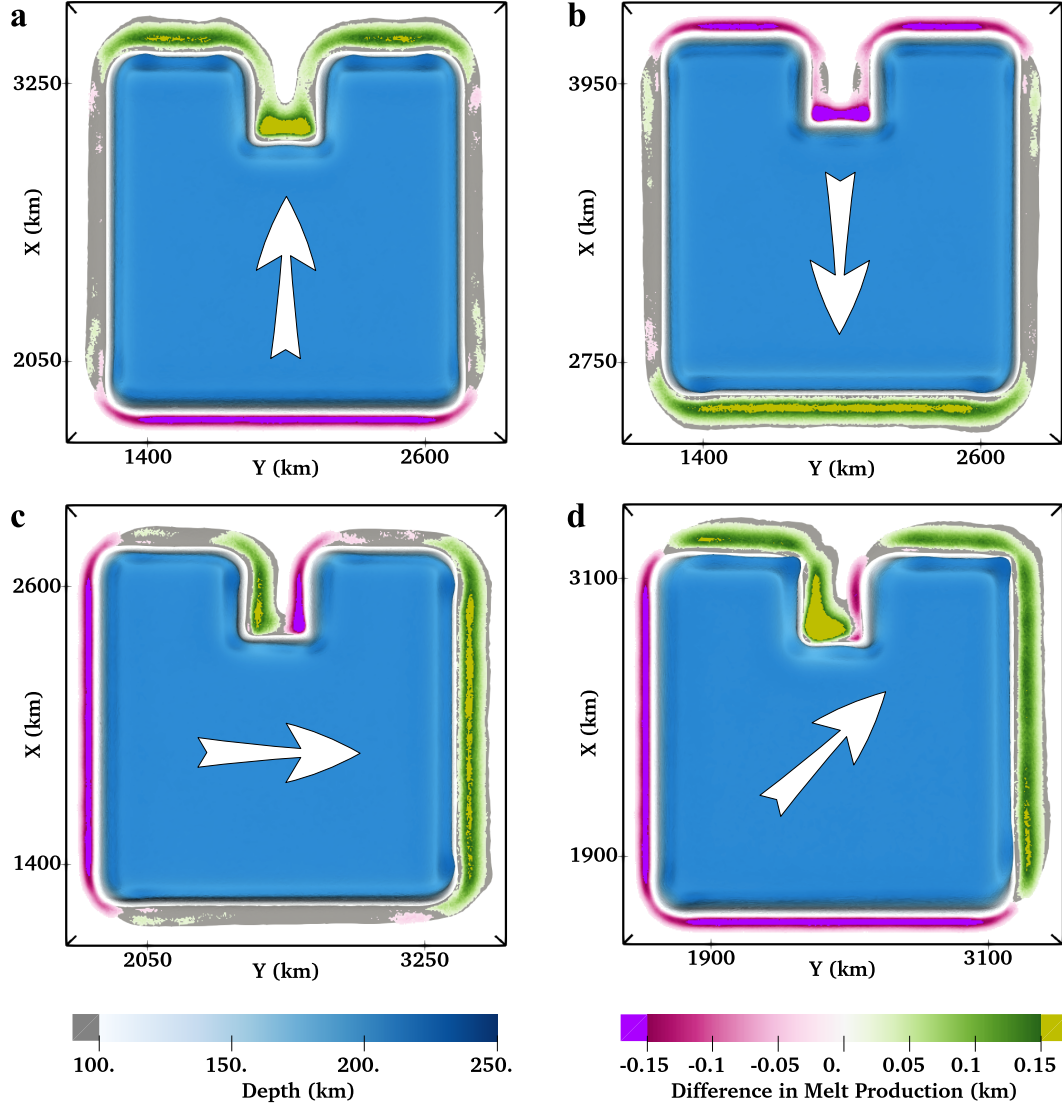 a
b
3250
2050
X (km)
1400
2600
Y (km)
3950
2750
X (km)
1400
2600
Y (km)
c
d
2600
1400
X (km)
2050
3250
Y (km)
3100
1900
X (km)
1900
3100
Y (km)
100. 150. 200. 250.
Depth (km)
-0.15 -0.1 -0.05 0. 0.05 0.1 0.15
Difference in Melt Production (km)